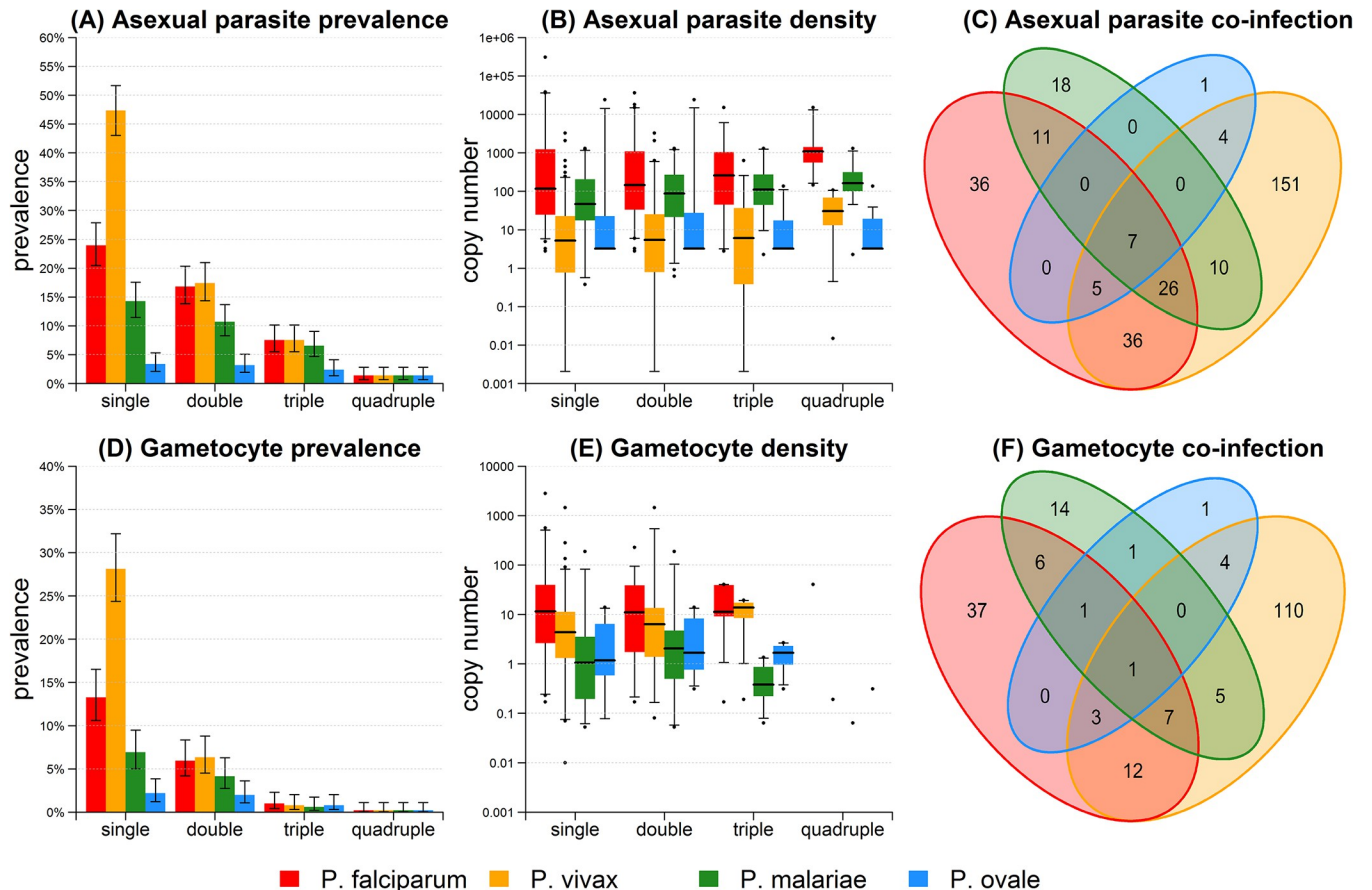 (A) Asexual parasite prevalence
60%
55%
50%
45%
40%
35%
30%
25%
20%
15%
10%
5%
0%
prevalence
single double triple quadruple
(B) Asexual parasite density
1e+06
1e+05
10000
1000
100
10
1
0.1
0.01
0.001
copy number
single double triple quadruple
(C) Asexual parasite co-infection
18 1
11 0 4
36 0 0 151
7
0 5 26 10
36
(D) Gametocyte prevalence
40%
35%
30%
25%
20%
15%
10%
5%
0%
prevalence
single double triple quadruple
(E) Gametocyte density
10000
1000
100
10
1
0.1
0.01
0.001
copy number
single double triple quadruple
(F) Gametocyte co-infection
14 1
6 1 4
37 1 0 110
1
0 3 7 5
12
P. falciparum P. vivax P. malariae P. ovale